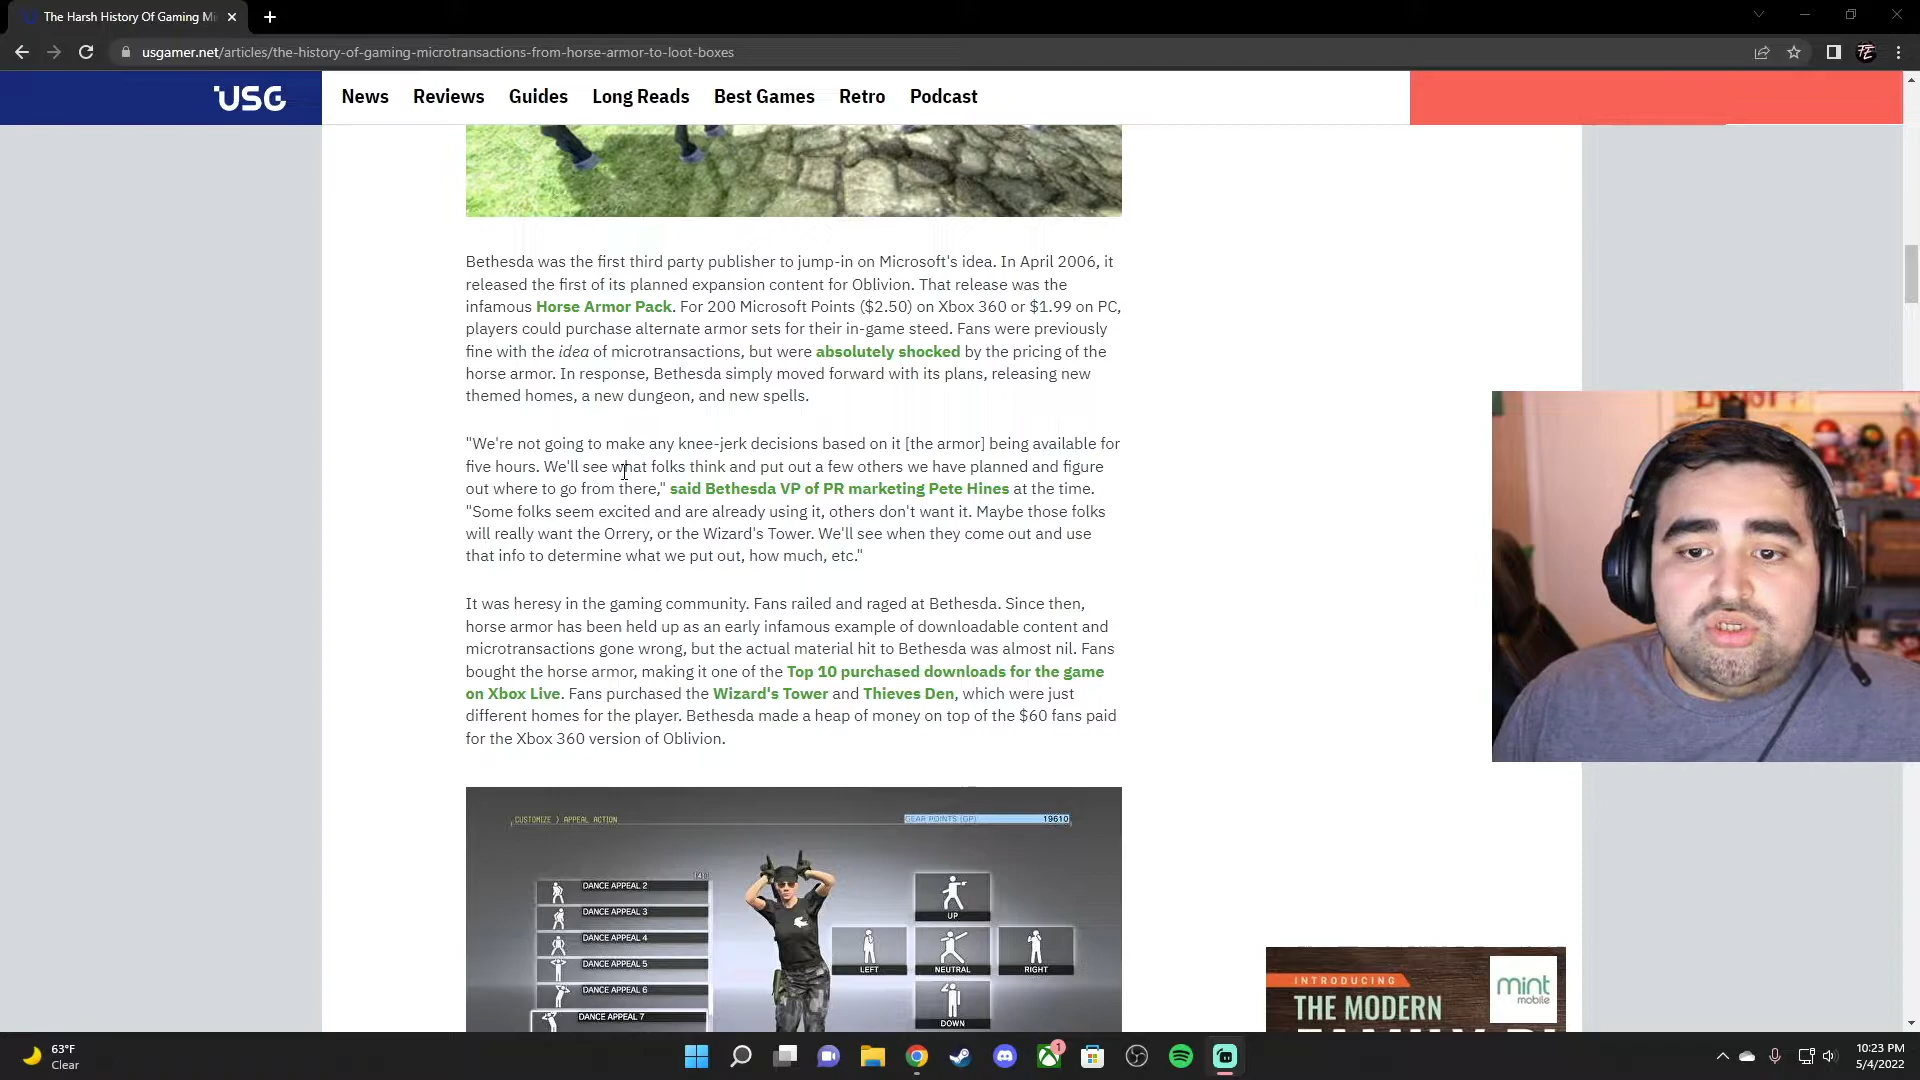 The Harsh History Of Gaming Mi
usgamer.net/articles/the-history-of-gaming-microtransactions-from-horse-armor-to-loot-boxes
USG
News Reviews Guides Long Reads Best Games Retro Podcast
Bethesda was the first third party publisher to jump-in on Microsoft's idea. In April 2006, it
released the first of its planned expansion content for Oblivion. That release was the
infamous Horse Armor Pack. For 200 Microsoft Points ($2.50) on Xbox 360 or $1.99 on PC,
players could purchase alternate armor sets for their in-game steed. Fans were previously
fine with the idea of microtransactions, but were absolutely shocked by the pricing of the
horse armor. In response, Bethesda simply moved forward with its plans, releasing new
themed homes, a new dungeon, and new spells.
"We're not going to make any knee-jerk decisions based on it [the armor] being available for
five hours. We'll see what folks think and put out a few others we have planned and figure
out where to go from there," said Bethesda VP of PR marketing Pete Hines at the time.
"Some folks seem excited and are already using it, others don't want it. Maybe those folks
will really want the Orrery, or the Wizard's Tower. We'll see when they come out and use
that info to determine what we put out, how much, etc."
It was heresy in the gaming community. Fans railed and raged at Bethesda. Since then,
horse armor has been held up as an early infamous example of downloadable content and
microtransactions gone wrong, but the actual material hit to Bethesda was almost nil. Fans
bought the horse armor, making it one of the Top 10 purchased downloads for the game
on Xbox Live. Fans purchased the Wizard's Tower and Thieves Den, which were just
different homes for the player. Bethesda made a heap of money on top of the $60 fans paid
for the Xbox 360 version of Oblivion.
CUSTOMIZE ) APPEAL ACTION
GEAR POINTS (GP) 19610
DANCE APPEAL 2
DANCE APPEAL 3
DANCE APPEAL 4
DANCE APPEAL 5
DANCE APPEAL 6
DANCE APPEAL 7
UP
LEFT
NEUTRAL
RIGHT
DOWN
INTRODUCING
THE MODERN
mint
mobile
63°F
Clear
1
10:23 PM
5/4/2022